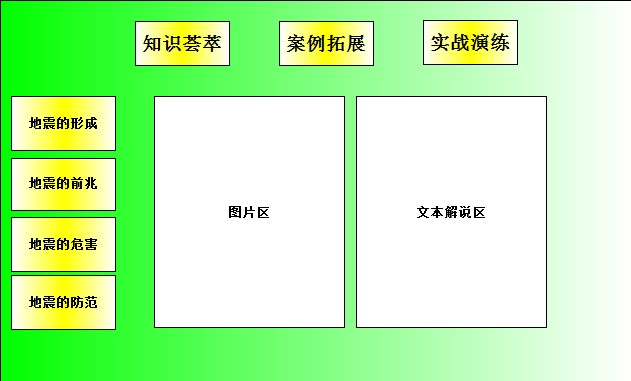 知识荟萃
案例拓展
实战演练
地震的形成
地震的前兆
地震的危害
地震的防范
图片区
文本解说区